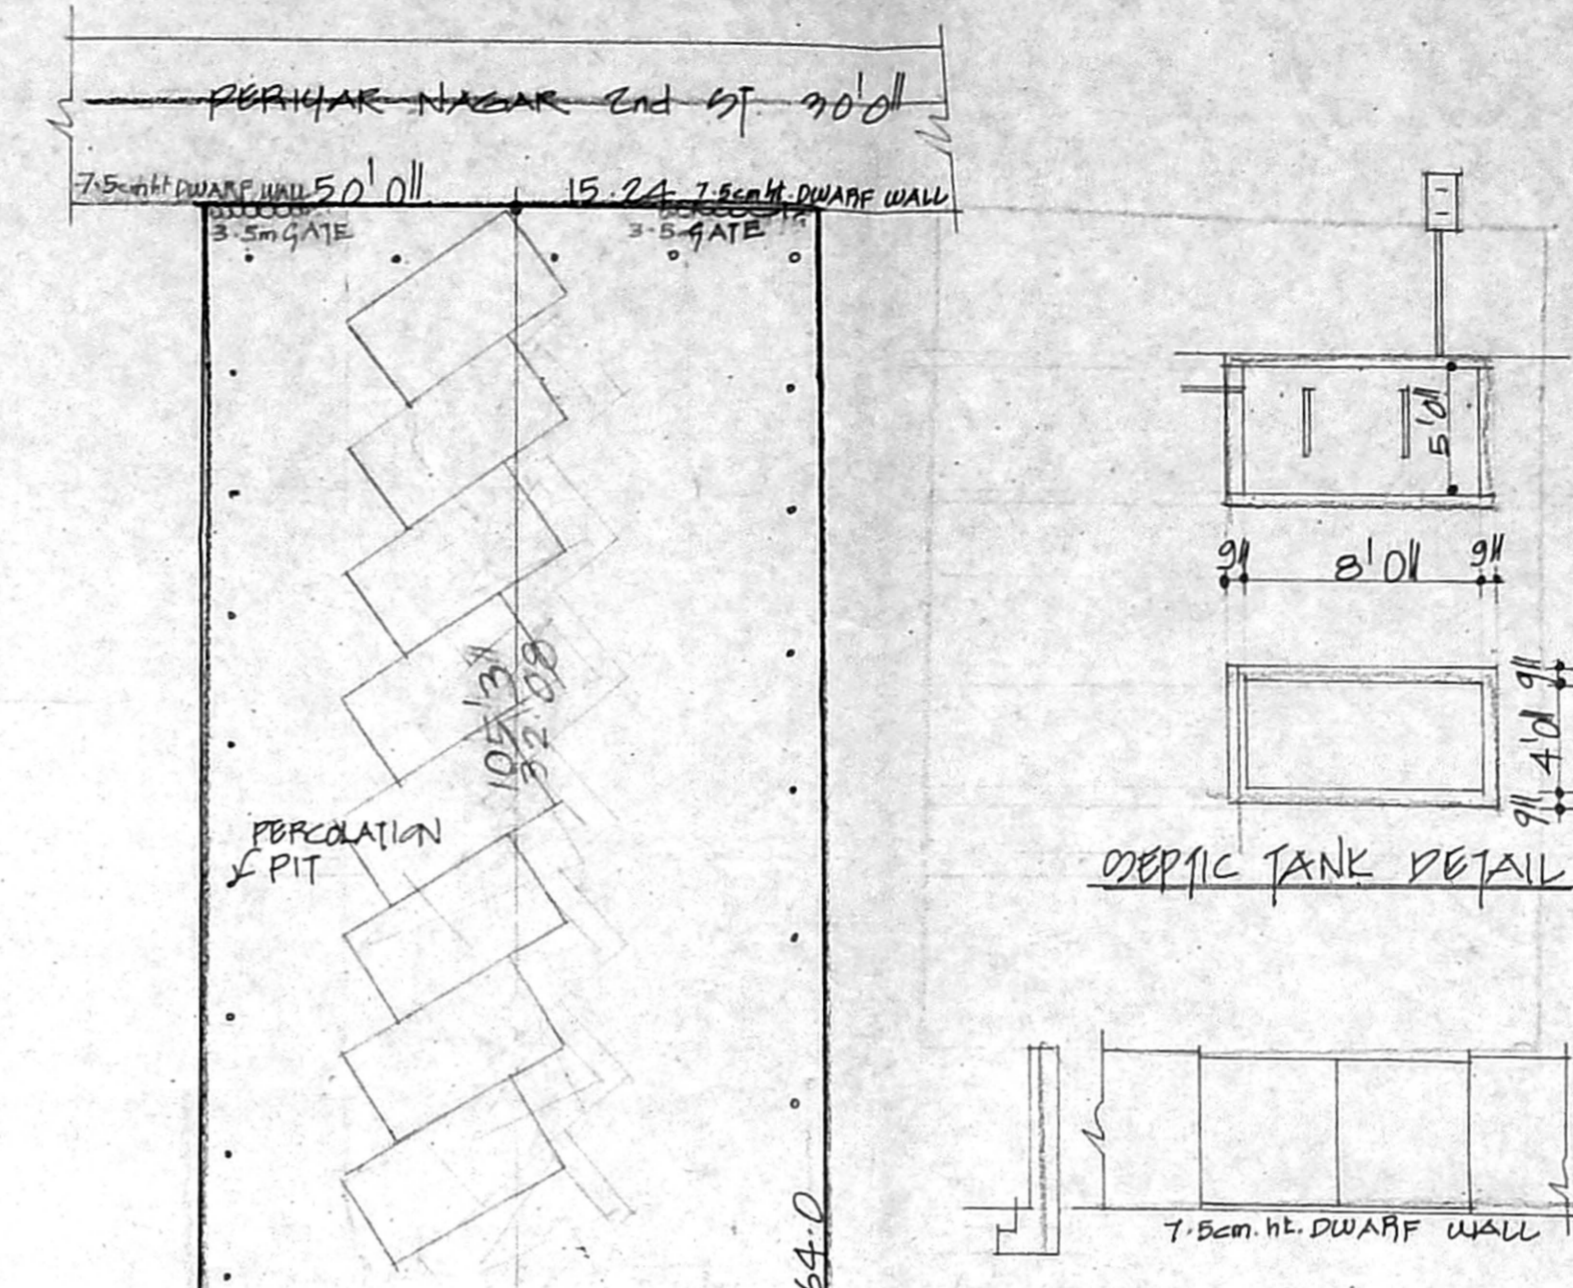 PERIYAR NAGAR 2nd ST. 30'0"
7.5cm ht DWARF WALL 50'0" 15.24 7.5cm ht. DWARF WALL
3.5m GATE 3.5 GATE
5'0"
9" 8'0" 9"
105'3"
32.08
9"
4'0"
9"
PERCOLATION
PIT
SEPTIC TANK DETAIL
64.0
7.5cm. ht. DWARF WALL